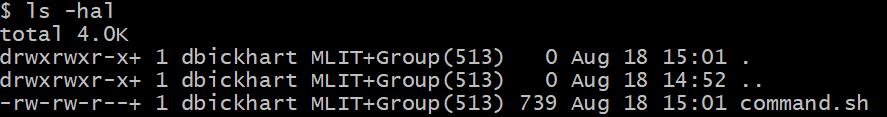 $ ls -hal
total 4.0K
drwxrwxr-x+ 1 dbickhart MLIT+Group(513)   0 Aug 18 15:01 .
drwxrwxr-x+ 1 dbickhart MLIT+Group(513)   0 Aug 18 14:52 ..
-rw-rw-r--+ 1 dbickhart MLIT+Group(513) 739 Aug 18 15:01 command.sh